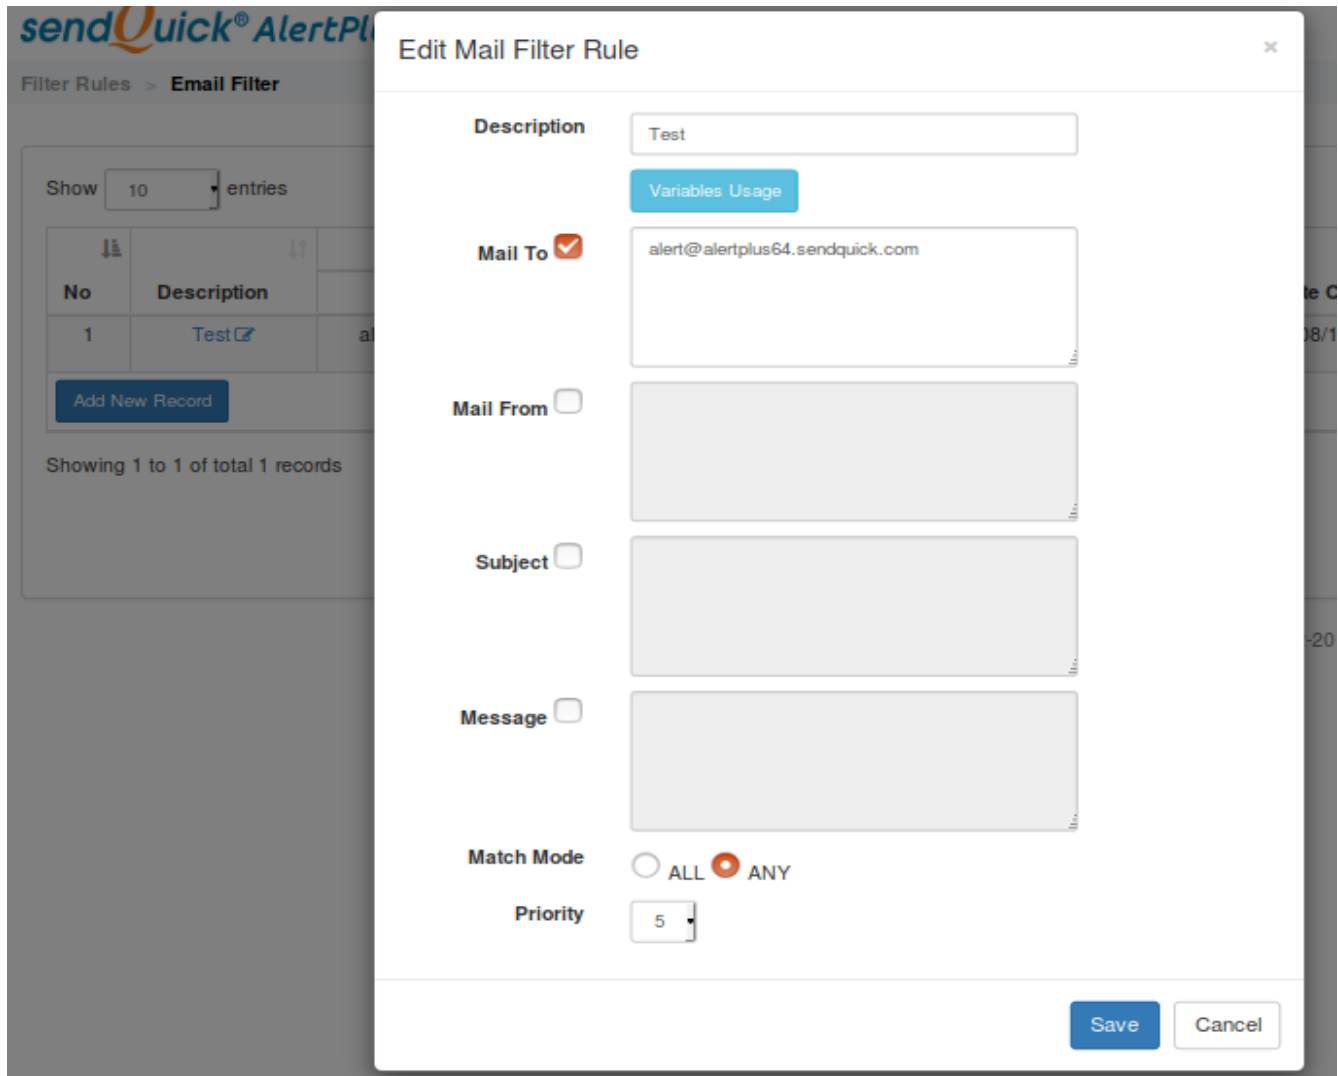 sendQuick® AlertPl
Filter Rules > Email Filter
Show 10 entries
No Description
1 Test
Add New Record
Showing 1 to 1 of total 1 records
Edit Mail Filter Rule ×
Description Test
Variables Usage
Mail To alert@alertplus64.sendquick.com
Mail From
Subject
Message
Match Mode ALL ANY
Priority 5
Save Cancel